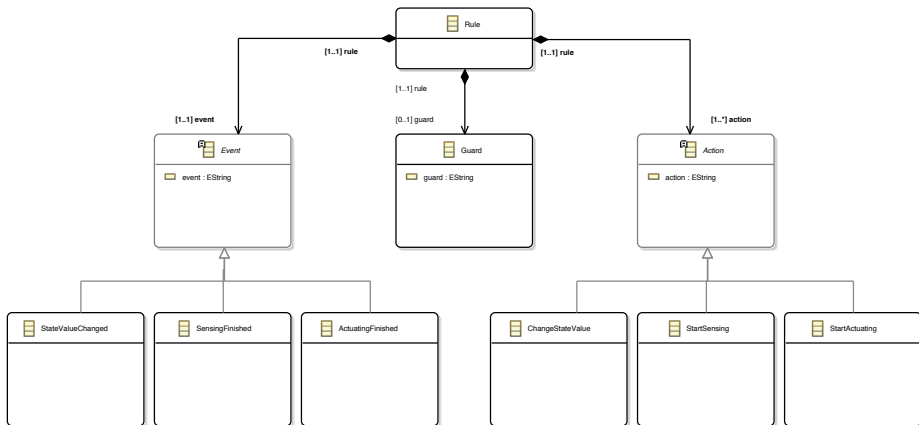 Rule
[1..1] rule
[1..1] rule
[1..1] rule
[1..1] event
[0..1] guard
[1..*] action
Event
Guard
Action
event : EString
guard : EString
action : EString
StateValueChanged
SensingFinished
ActuatingFinished
ChangeStateValue
StartSensing
StartActuating